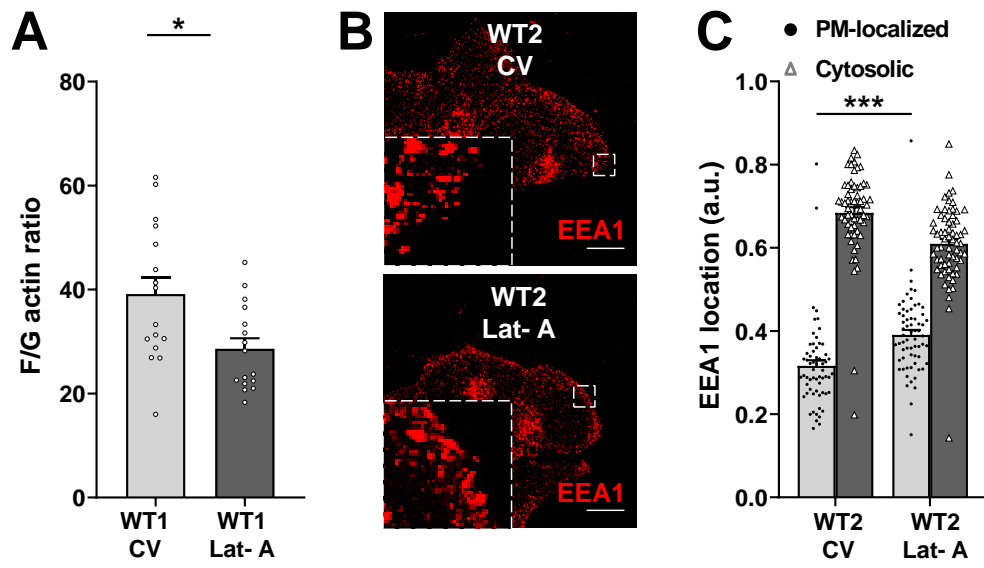 A
*
F/G actin ratio
80
60
40
20
0
WT1
CV
WT1
Lat- A
B
WT2
CV
EEA1
WT2
Lat- A
EEA1
C
PM-localized
Cytosolic
***
EEA1 location (a.u.)
1.0
0.8
0.6
0.4
0.2
0.0
WT2
CV
WT2
Lat- A